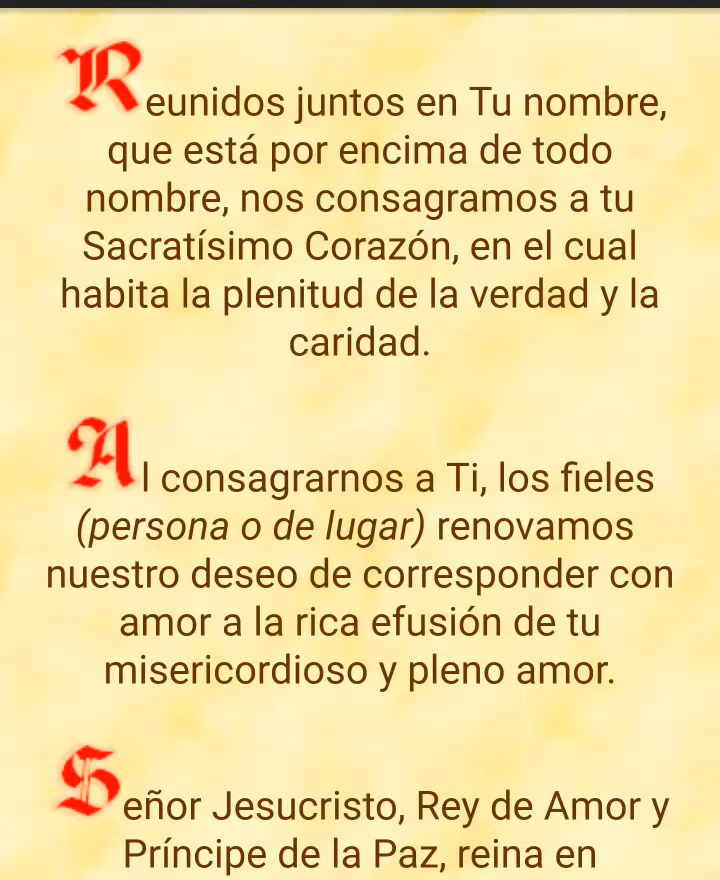 Reunidos juntos en Tu nombre,
que está por encima de todo
nombre, nos consagramos a tu
Sacratísimo Corazón, en el cual
habita la plenitud de la verdad y la
caridad.
Al consagrarnos a Ti, los fieles
(persona o de lugar) renovamos
nuestro deseo de corresponder con
amor a la rica efusión de tu
misericordioso y pleno amor.
Señor Jesucristo, Rey de Amor y
Príncipe de la Paz, reina en